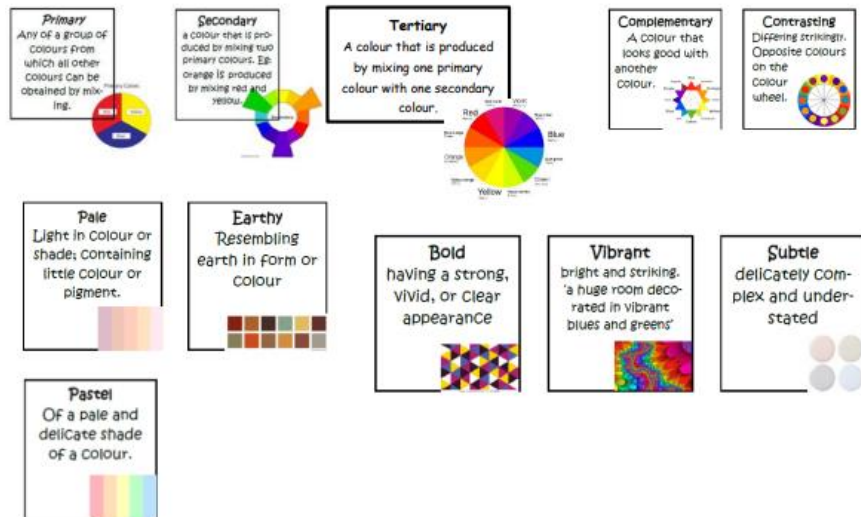 Primary
Any of a group of
colours from
which all other
colours can be
obtained by mix-
ing.
Secondary
a colour that is pro-
duced by mixing two
primary colours. Eg:
orange is produced
by mixing red and
yellow.
Tertiary
A colour that is produced
by mixing one primary
colour with one secondary
colour.
Violet
Red
Blue
Orange
Green
Yellow
Complementary
A colour that
looks good with
another
colour.
Contrasting
Differing strikingly.
Opposite colours
on the
colour
wheel.
Pale
Light in colour or
shade; containing
little colour or
pigment.
Earthy
Resembling
earth in form or
colour
Bold
having a strong,
vivid, or clear
appearance
Vibrant
bright and striking.
'a huge room deco-
rated in vibrant
blues and greens'
Subtle
delicately com-
plex and under-
stated
Pastel
Of a pale and
delicate shade
of a colour.